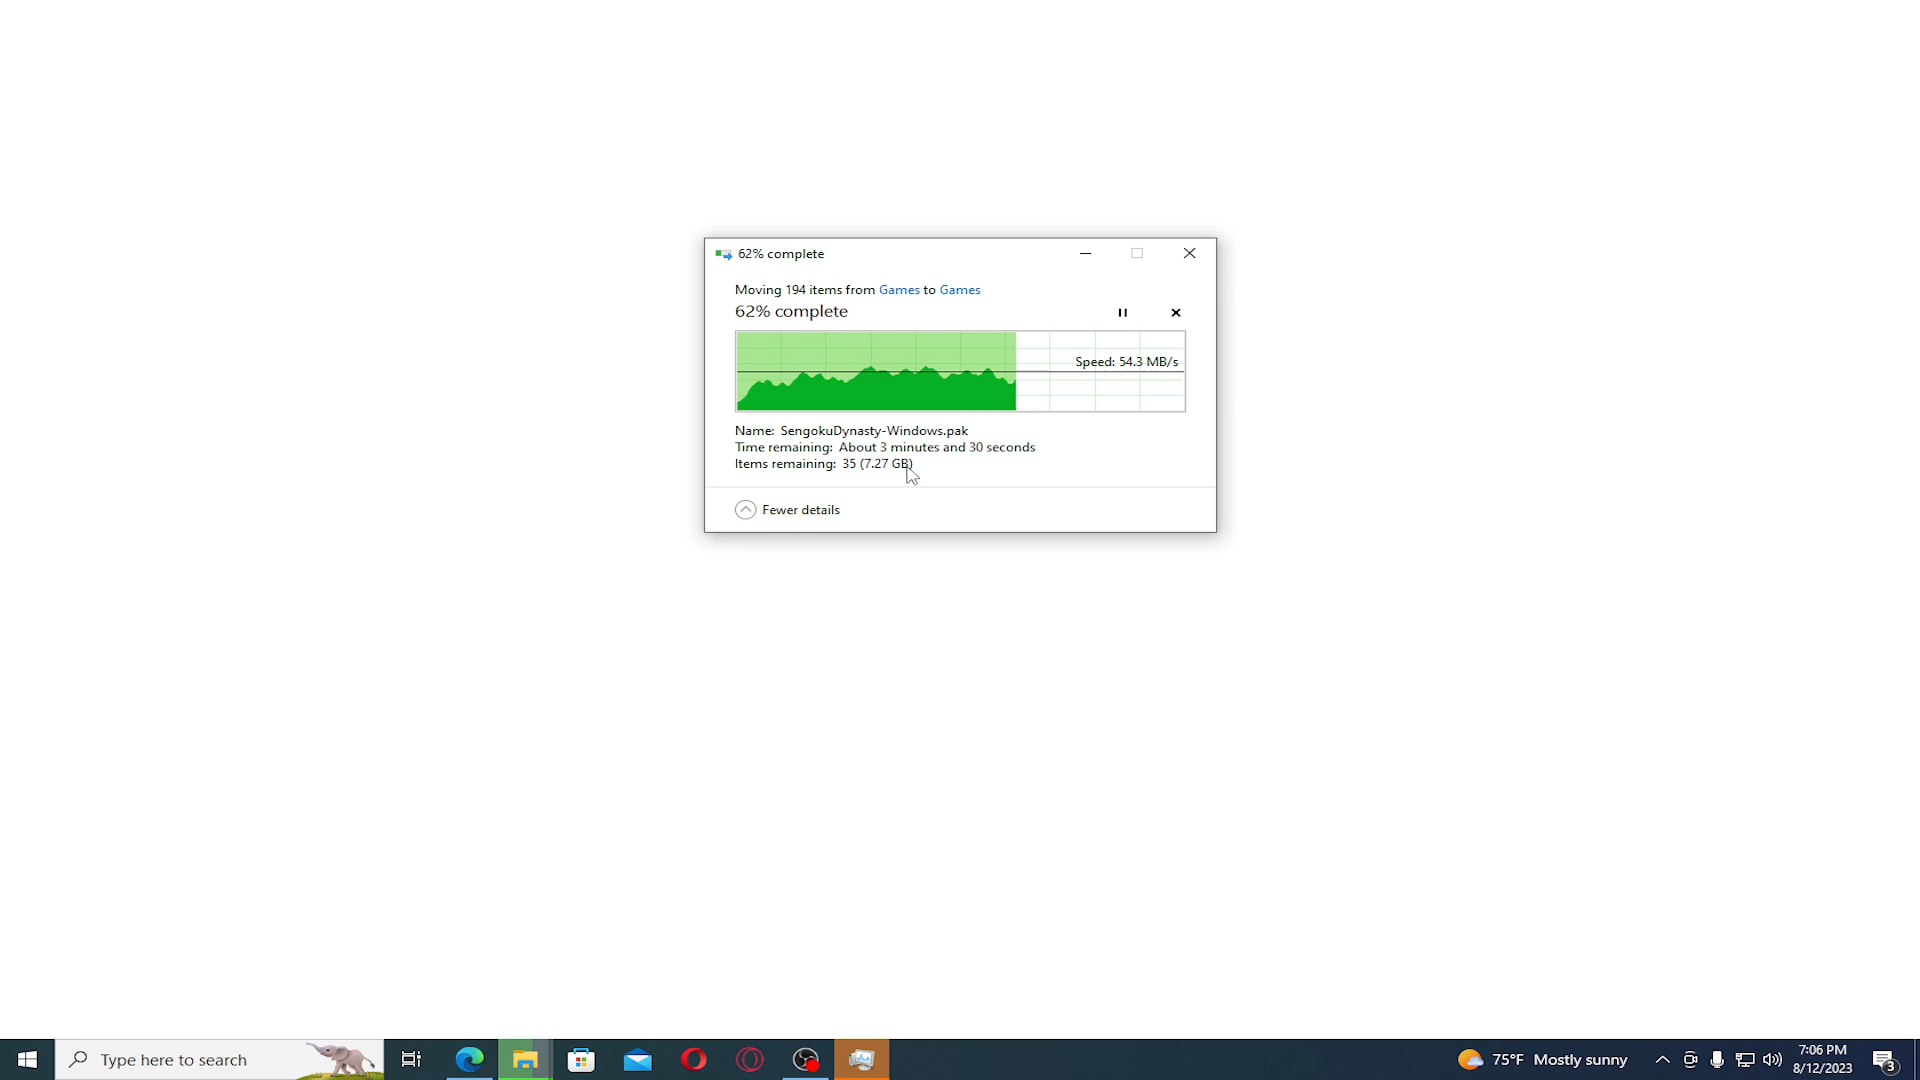 62% complete
Moving 194 items from Games to Games
62% complete
Speed: 54.3 MB/s
Name: SengokuDynasty-Windows.pak
Time remaining: About 3 minutes and 30 seconds
Items remaining: 35 (7.27 GB)
Fewer details
Type here to search
75°F Mostly sunny
7:06 PM
8/12/2023
3